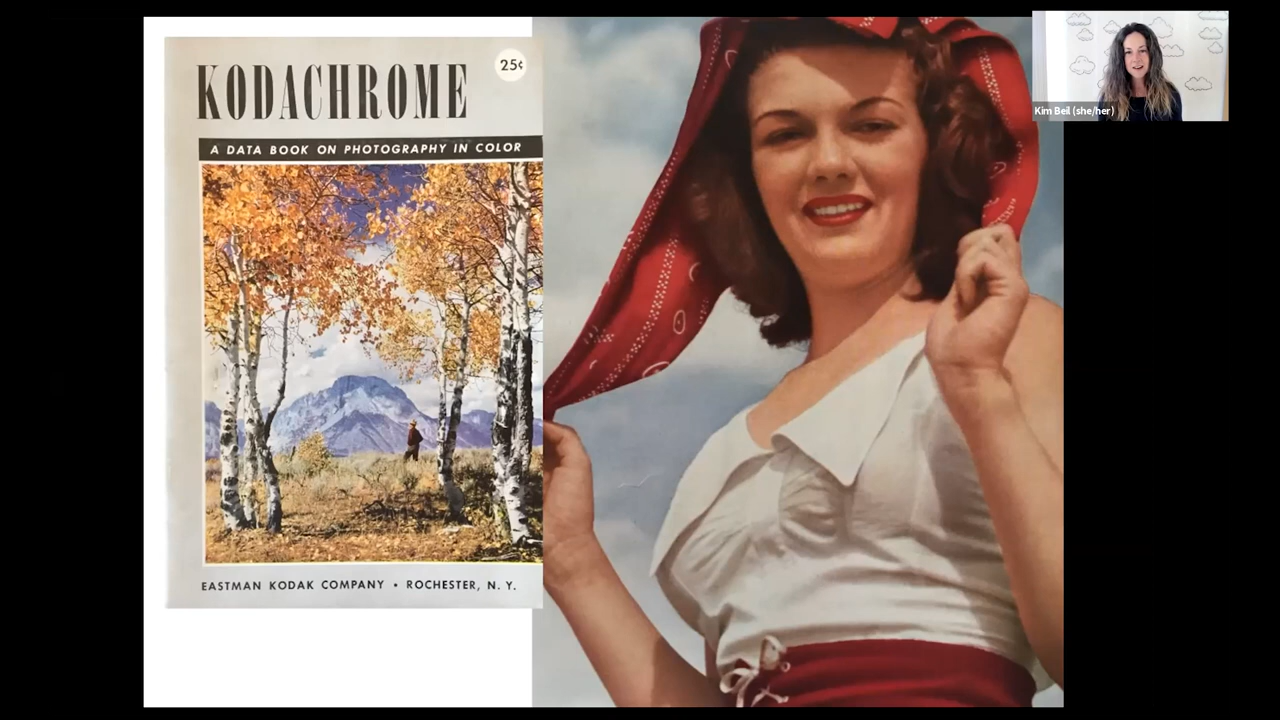 KODACHROME
25¢
A DATA BOOK ON PHOTOGRAPHY IN COLOR
EASTMAN KODAK COMPANY • ROCHESTER, N. Y.
Kim Beil (she/her)